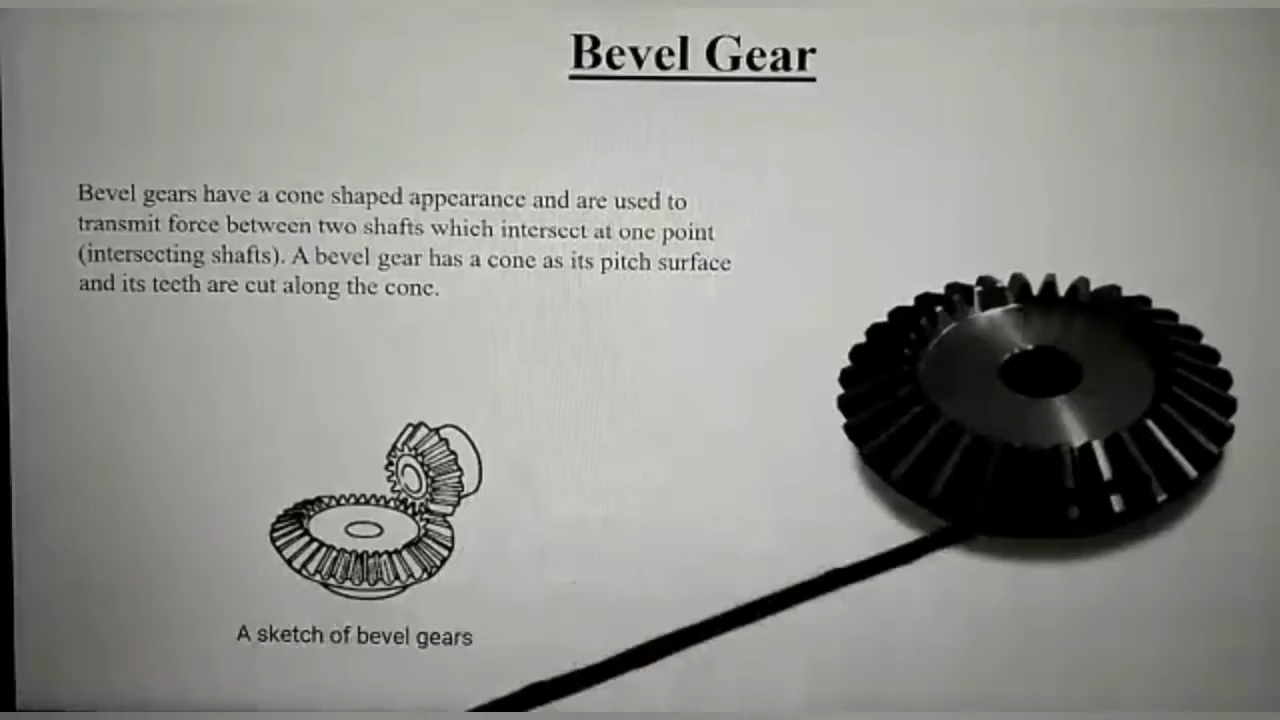 Bevel Gear
Bevel gears have a cone shaped appearance and are used to
transmit force between two shafts which intersect at one point
(intersecting shafts). A bevel gear has a cone as its pitch surface
and its teeth are cut along the cone.
A sketch of bevel gears